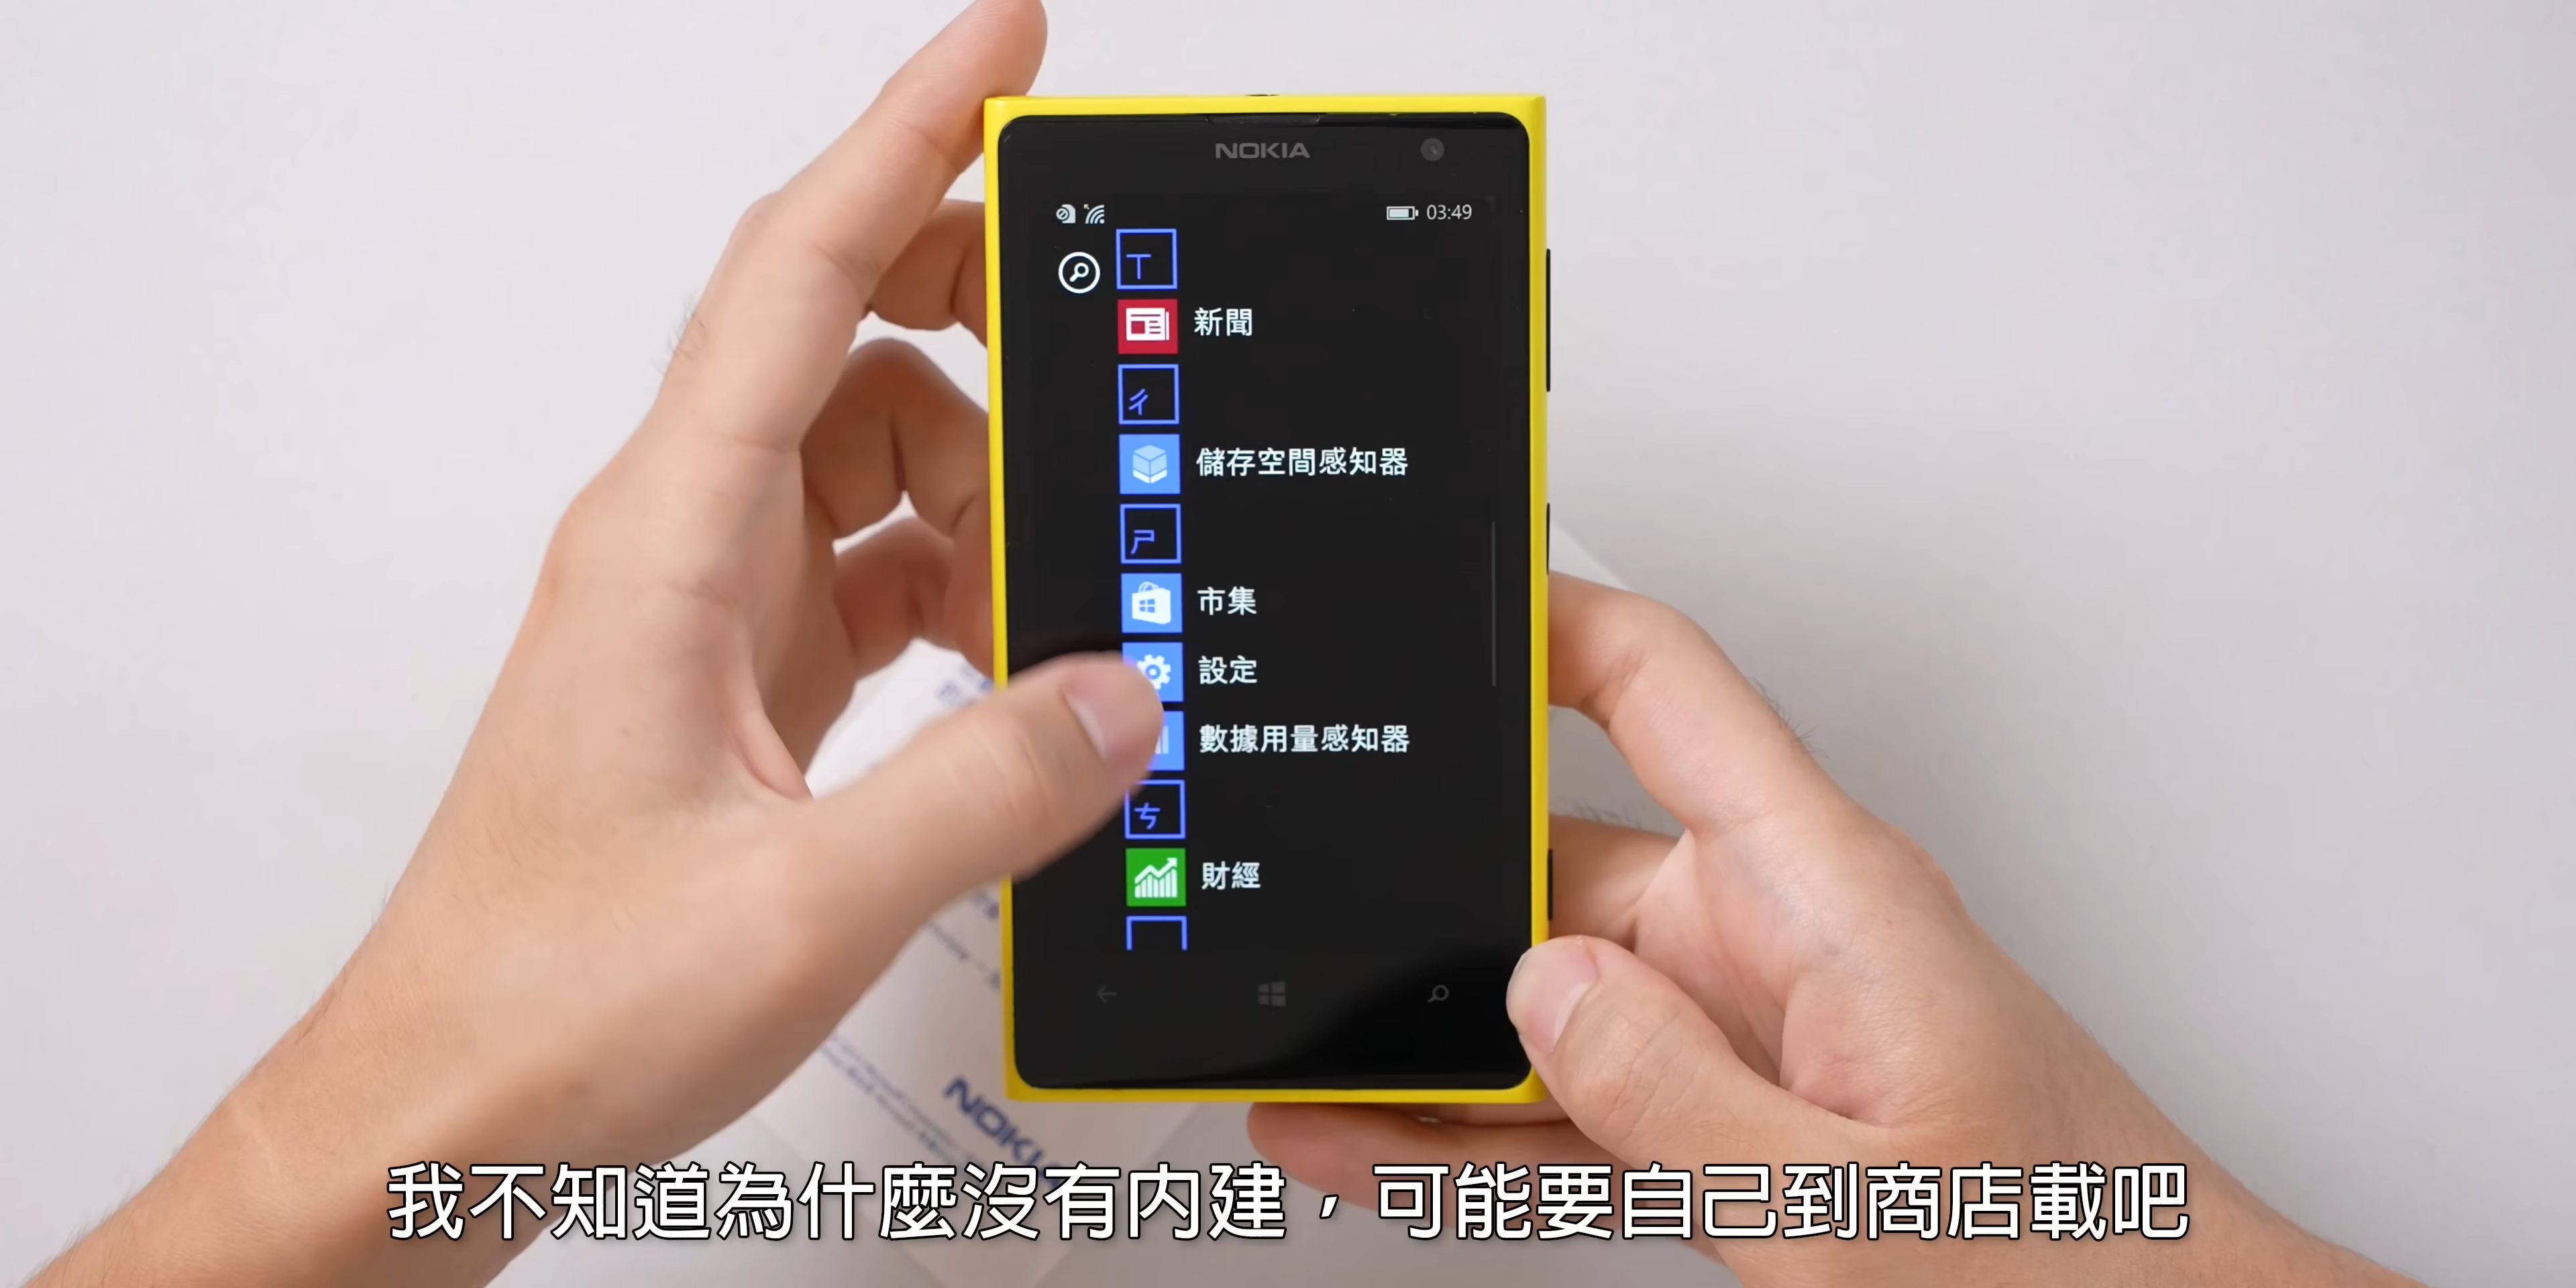 NOKIA
03:49
ㄒ
新聞
ㄔ
儲存空間感知器
ㄕ
市集
設定
數據用量感知器
ㄘ
財經
NOKIA
我不知道為什麼沒有內建，可能要自己到商店載吧